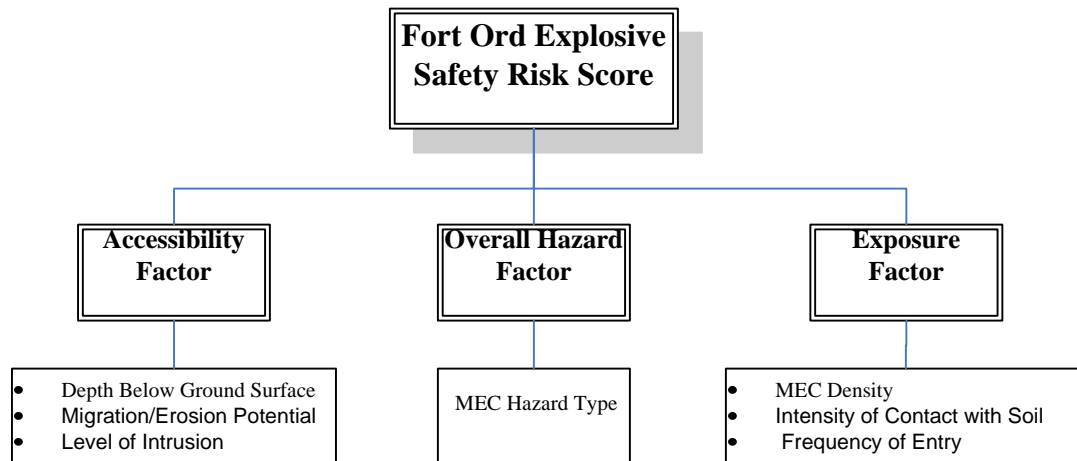 Fort Ord Explosive
Safety Risk Score
Accessibility
Factor
Overall Hazard
Factor
Exposure
Factor
• Depth Below Ground Surface
• Migration/Erosion Potential
• Level of Intrusion
MEC Hazard Type
• MEC Density
• Intensity of Contact with Soil
• Frequency of Entry